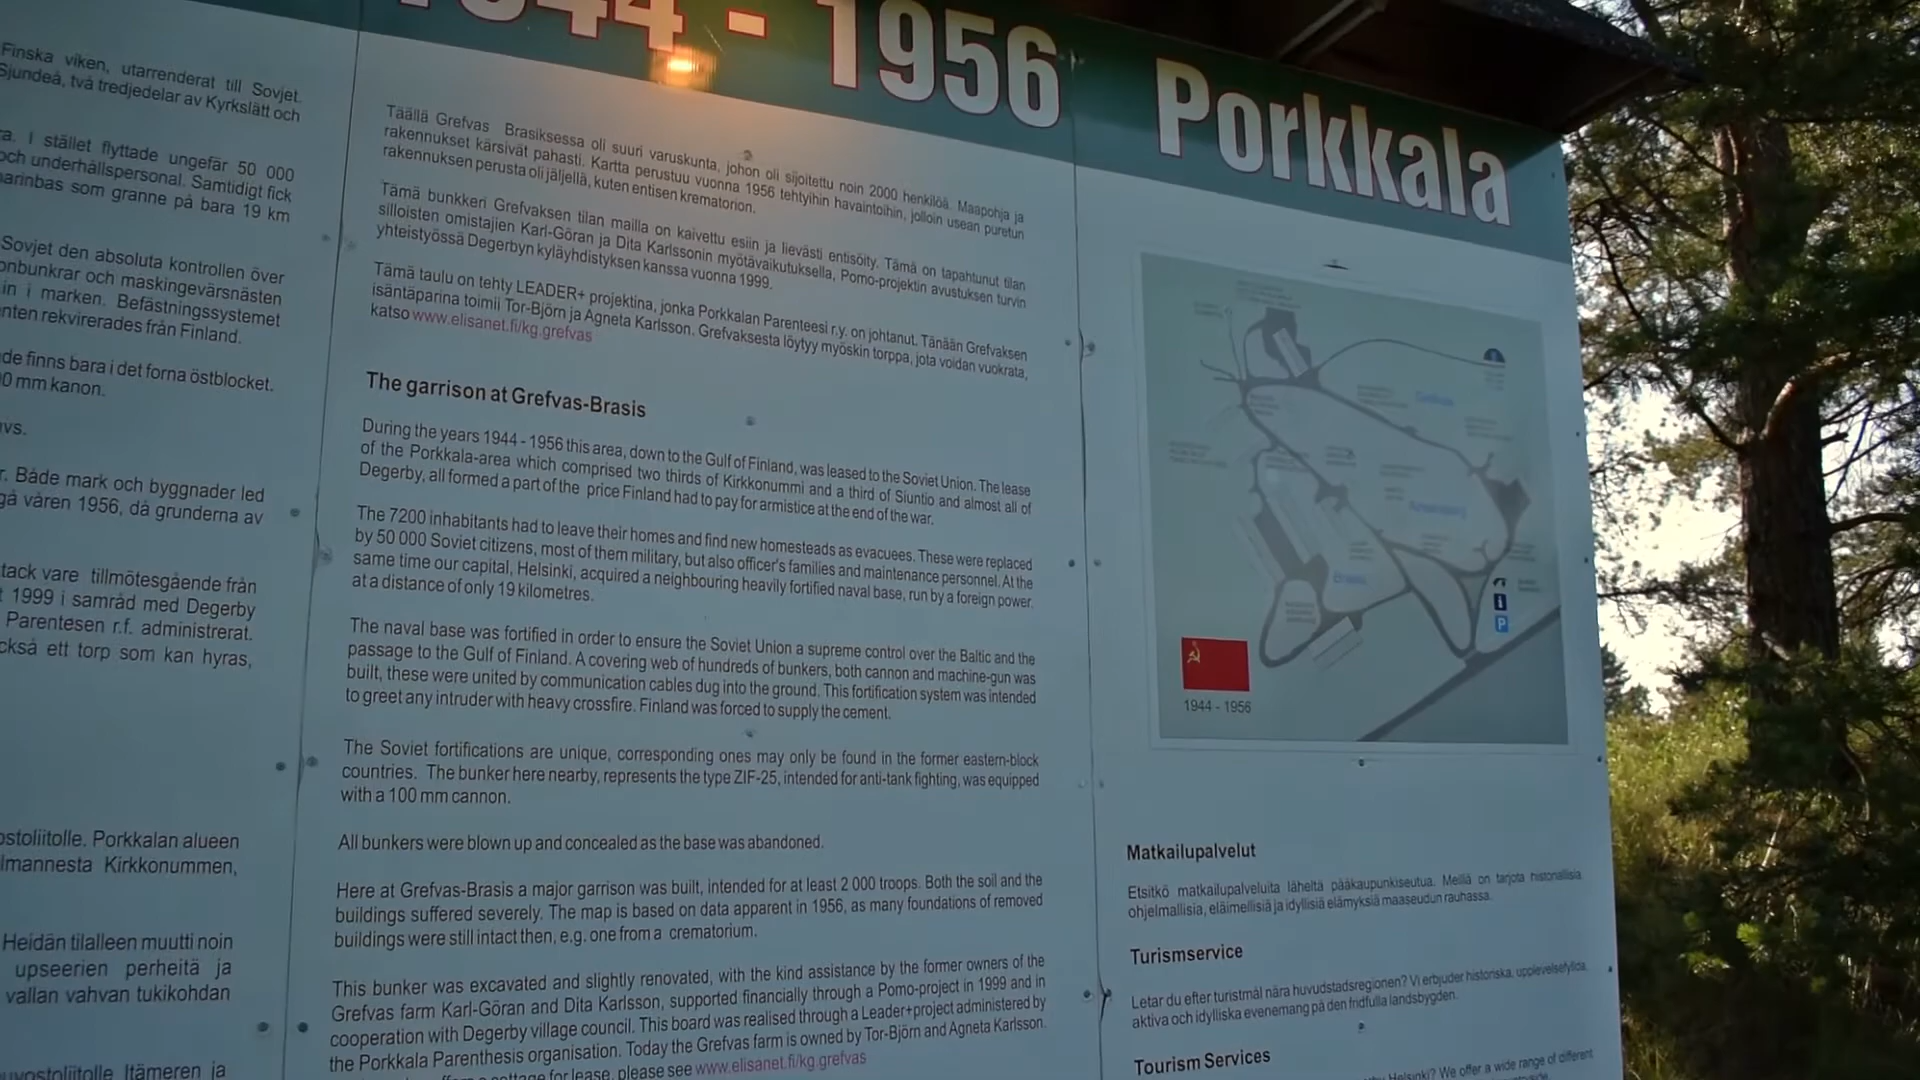 1944 - 1956 Porkkala
Finska viken, utarrenderat till Sovjet.
Sjundeå, två tredjedelar av Kyrkslätt och
I stället flyttade ungefär 50 000
och underhållspersonal. Samtidigt fick
marinbas som granne på bara 19 km
Sovjet den absoluta kontrollen över
onbunkrar och maskingevärsnästen
in i marken. Befästningssystemet
nten rekvirerades från Finland.
de finns bara i det forna östblocket.
00 mm kanon.
vs.
r. Både mark och byggnader led
gå våren 1956, då grunderna av
tack vare tillmötesgående från
t 1999 i samråd med Degerby
Parentesen r.f. administrerat.
ckså ett torp som kan hyras,
ostoliitolle. Porkkalan alueen
lmannesta Kirkkonummen,
Heidän tilalleen muutti noin
upseerien perheitä ja
vallan vahvan tukikohdan
uvostoliitolle Itämeren ja
Täällä Grefvas Brasiksessa oli suuri varuskunta, johon oli sijoitettu noin 2000 henkilöä. Maapohja ja
rakennukset kärsivät pahasti. Kartta perustuu vuonna 1956 tehtyihin havaintoihin, jolloin usean puretun
rakennuksen perusta oli jäljellä, kuten entisen krematorion.
Tämä bunkkeri Grefvaksen tilan mailla on kaivettu esiin ja lievästi entisöity. Tämä on tapahtunut tilan
silloisten omistajien Karl-Göran ja Dita Karlssonin myötävaikutuksella, Pomo-projektin avustuksen turvin
yhteistyössä Degerbyn kyläyhdistyksen kanssa vuonna 1999.
Tämä taulu on tehty LEADER+ projektina, jonka Porkkalan Parenteesi r.y. on johtanut. Tänään Grefvaksen
isäntäparina toimii Tor-Björn ja Agneta Karlsson. Grefvaksesta löytyy myöskin torppa, jota voidan vuokrata,
katso www.elisanet.fi/kg.grefvas
The garrison at Grefvas-Brasis
During the years 1944 - 1956 this area, down to the Gulf of Finland, was leased to the Soviet Union. The lease
of the Porkkala-area which comprised two thirds of Kirkkonummi and a third of Siuntio and almost all of
Degerby, all formed a part of the price Finland had to pay for armistice at the end of the war.
The 7200 inhabitants had to leave their homes and find new homesteads as evacuees. These were replaced
by 50 000 Soviet citizens, most of them military, but also officer's families and maintenance personnel. At the
same time our capital, Helsinki, acquired a neighbouring heavily fortified naval base, run by a foreign power,
at a distance of only 19 kilometres.
The naval base was fortified in order to ensure the Soviet Union a supreme control over the Baltic and the
passage to the Gulf of Finland. A covering web of hundreds of bunkers, both cannon and machine-gun was
built, these were united by communication cables dug into the ground. This fortification system was intended
to greet any intruder with heavy crossfire. Finland was forced to supply the cement.
The Soviet fortifications are unique, corresponding ones may only be found in the former eastern-block
countries. The bunker here nearby, represents the type ZIF-25, intended for anti-tank fighting, was equipped
with a 100 mm cannon.
All bunkers were blown up and concealed as the base was abandoned.
Here at Grefvas-Brasis a major garrison was built, intended for at least 2 000 troops. Both the soil and the
buildings suffered severely. The map is based on data apparent in 1956, as many foundations of removed
buildings were still intact then, e.g. one from a crematorium.
This bunker was excavated and slightly renovated, with the kind assistance by the former owners of the
Grefvas farm Karl-Göran and Dita Karlsson, supported financially through a Pomo-project in 1999 and in
cooperation with Degerby village council. This board was realised through a Leader+project administered by
the Porkkala Parenthesis organisation. Today the Grefvas farm is owned by Tor-Björn and Agneta Karlsson.
cottage for lease, please see www.elisanet.fi/kg.grefvas
i
P
1944 - 1956
Matkailupalvelut
Etsitkö matkailupalveluita läheltä pääkaupunkiseutua. Meillä on tarjota historiallisia
ohjelmallisia, eläimellisiä ja idyllisiä elämyksiä maaseudun rauhassa.
Turismservice
Letar du efter turistmål nära huvudstadsregionen? Vi erbjuder historiska, upplevelsefyllda,
aktiva och idylliska evenemang på den fridfulla landsbygden.
Tourism Services
Helsinki? We offer a wide range of different